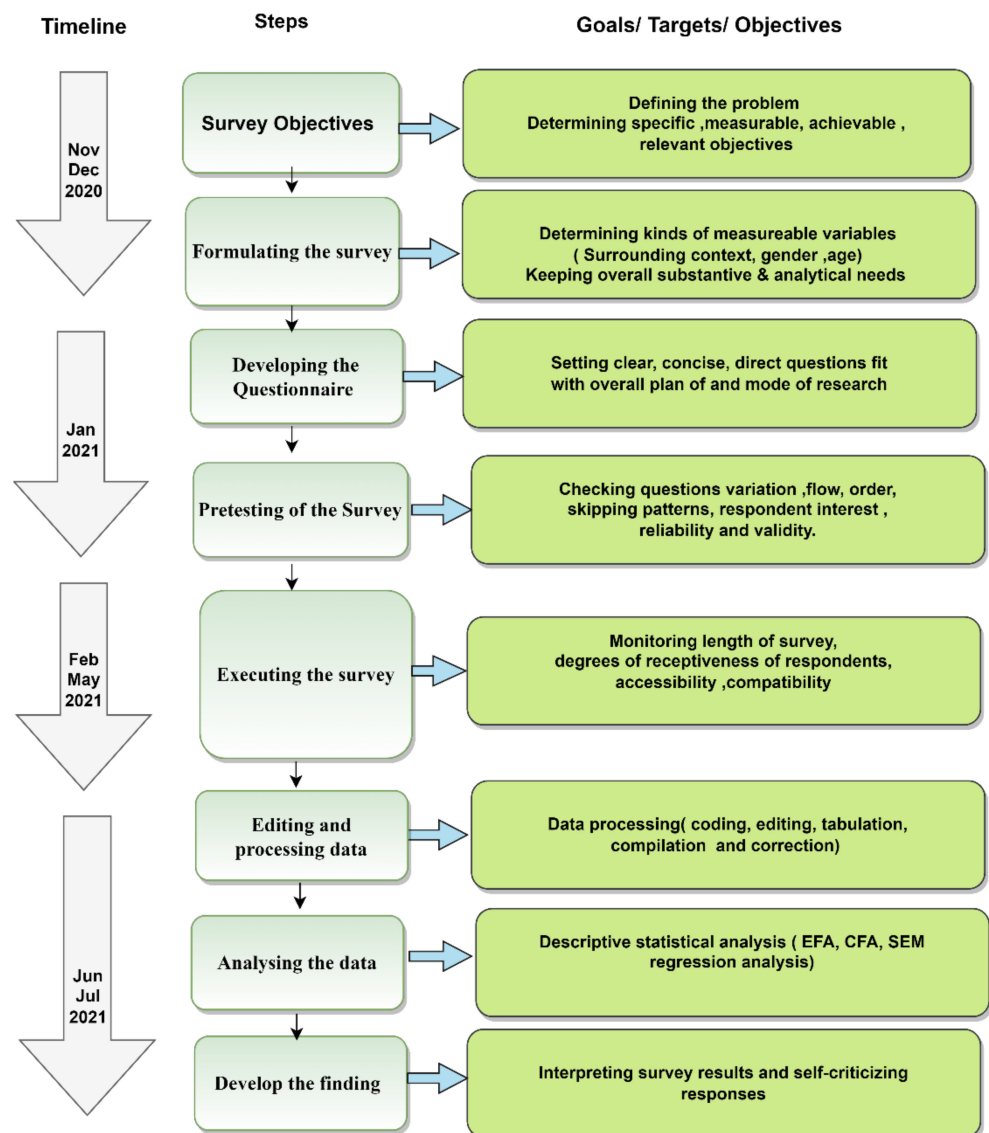 Timeline
Steps
Goals/ Targets/ Objectives
Nov
Dec
2020
Survey Objectives
Defining the problem
Determining specific ,measurable, achievable ,
relevant objectives
Formulating the survey
Determining kinds of measureable variables
( Surrounding context, gender ,age)
Keeping overall substantive & analytical needs
Jan
2021
Developing the
Questionnaire
Setting clear, concise, direct questions fit
with overall plan of and mode of research
Pretesting of the Survey
Checking questions variation ,flow, order,
skipping patterns, respondent interest ,
reliability and validity.
Feb
May
2021
Executing the survey
Monitoring length of survey,
degrees of receptiveness of respondents,
accessibility ,compatibility
Jun
Jul
2021
Editing and
processing data
Data processing( coding, editing, tabulation,
compilation and correction)
Analysing the data
Descriptive statistical analysis ( EFA, CFA, SEM
regression analysis)
Develop the finding
Interpreting survey results and self-criticizing
responses